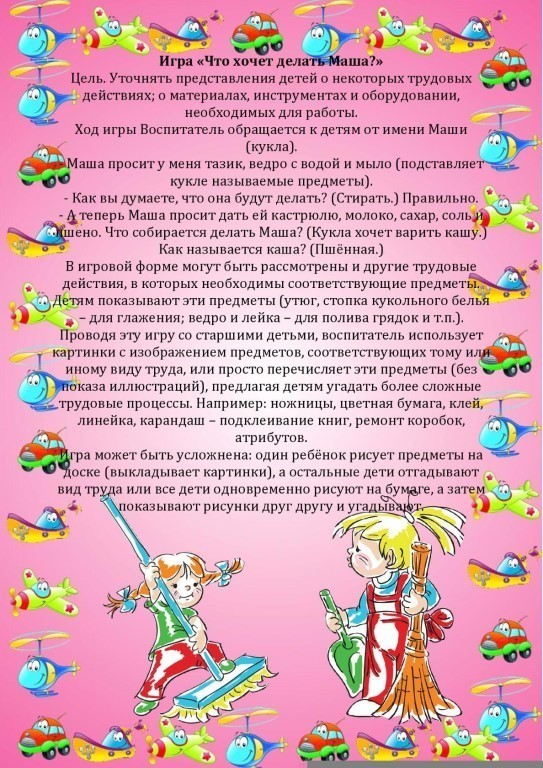 Игра «Что хочет делать Маша?»
Цель. Уточнять представления детей о некоторых трудовых
действиях; о материалах, инструментах и оборудовании,
необходимых для работы.
Ход игры Воспитатель обращается к детям от имени Маши
(кукла).
- Маша просит у меня тазик, ведро с водой и мыло (подставляет
кукле называемые предметы).
- Как вы думаете, что она будут делать? (Стирать.) Правильно.
- А теперь Маша просит дать ей кастрюлю, молоко, сахар, соль и
пшено. Что собирается делать Маша? (Кукла хочет варить кашу.)
Как называется каша? (Пшённая.)
В игровой форме могут быть рассмотрены и другие трудовые
действия, в которых необходимы соответствующие предметы.
Детям показывают эти предметы (утюг, стопка кукольного белья
– для глажения; ведро и лейка – для полива грядок и т.п.).
Проводя эту игру со старшими детьми, воспитатель использует
картинки с изображением предметов, соответствующих тому или
иному виду труда, или просто перечисляет эти предметы (без
показа иллюстраций), предлагая детям угадать более сложные
трудовые процессы. Например: ножницы, цветная бумага, клей,
линейка, карандаш – подклеивание книг, ремонт коробок,
атрибутов.
Игра может быть усложнена: один ребёнок рисует предметы на
доске (выкладывает картинки), а остальные дети отгадывают
вид труда или все дети одновременно рисуют на бумаге, а затем
показывают рисунки друг другу и угадывают.